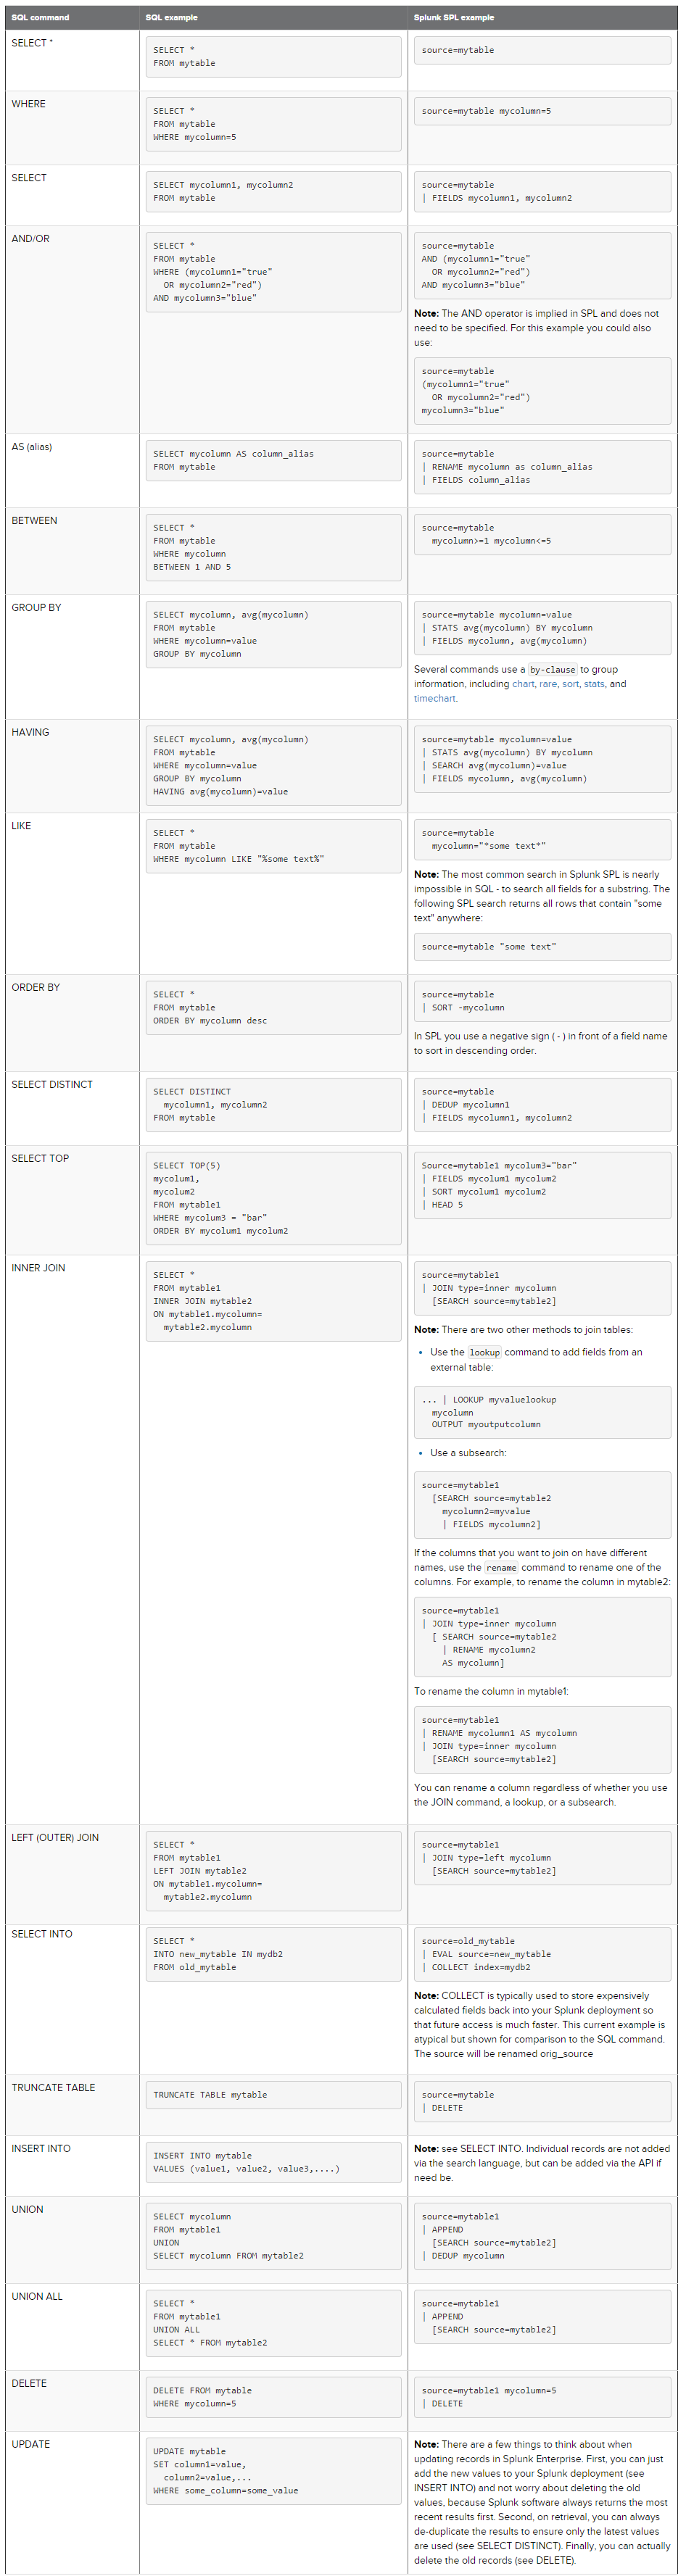 SQL command
SQL example
Splunk SPL example
SELECT *
SELECT *
FROM mytable
source=mytable
WHERE
SELECT *
FROM mytable
WHERE mycolumn=5
source=mytable mycolumn=5
SELECT
SELECT mycolumn1, mycolumn2
FROM mytable
source=mytable
| FIELDS mycolumn1, mycolumn2
AND/OR
SELECT *
FROM mytable
WHERE (mycolumn1="true"
  OR mycolumn2="red")
AND mycolumn3="blue"
source=mytable
AND (mycolumn1="true"
  OR mycolumn2="red")
AND mycolumn3="blue"
Note: The AND operator is implied in SPL and does not
need to be specified. For this example you could also
use:
source=mytable
(mycolumn1="true"
  OR mycolumn2="red")
mycolumn3="blue"
AS (alias)
SELECT mycolumn AS column_alias
FROM mytable
source=mytable
| RENAME mycolumn as column_alias
| FIELDS column_alias
BETWEEN
SELECT *
FROM mytable
WHERE mycolumn
BETWEEN 1 AND 5
source=mytable
  mycolumn>=1 mycolumn<=5
GROUP BY
SELECT mycolumn, avg(mycolumn)
FROM mytable
WHERE mycolumn=value
GROUP BY mycolumn
source=mytable mycolumn=value
| STATS avg(mycolumn) BY mycolumn
| FIELDS mycolumn, avg(mycolumn)
Several commands use a by-clause to group
information, including chart, rare, sort, stats, and
timechart.
HAVING
SELECT mycolumn, avg(mycolumn)
FROM mytable
WHERE mycolumn=value
GROUP BY mycolumn
HAVING avg(mycolumn)=value
source=mytable mycolumn=value
| STATS avg(mycolumn) BY mycolumn
| SEARCH avg(mycolumn)=value
| FIELDS mycolumn, avg(mycolumn)
LIKE
SELECT *
FROM mytable
WHERE mycolumn LIKE "%some text%"
source=mytable
  mycolumn="*some text*"
Note: The most common search in Splunk SPL is nearly
impossible in SQL - to search all fields for a substring. The
following SPL search returns all rows that contain "some
text" anywhere:
source=mytable "some text"
ORDER BY
SELECT *
FROM mytable
ORDER BY mycolumn desc
source=mytable
| SORT -mycolumn
In SPL you use a negative sign ( - ) in front of a field name
to sort in descending order.
SELECT DISTINCT
SELECT DISTINCT
  mycolumn1, mycolumn2
FROM mytable
source=mytable
| DEDUP mycolumn1
| FIELDS mycolumn1, mycolumn2
SELECT TOP
SELECT TOP(5)
mycolum1,
mycolum2
FROM mytable1
WHERE mycolum3 = "bar"
ORDER BY mycolum1 mycolum2
Source=mytable1 mycolum3="bar"
| FIELDS mycolum1 mycolum2
| SORT mycolum1 mycolum2
| HEAD 5
INNER JOIN
SELECT *
FROM mytable1
INNER JOIN mytable2
ON mytable1.mycolumn=
  mytable2.mycolumn
source=mytable1
| JOIN type=inner mycolumn
  [SEARCH source=mytable2]
Note: There are two other methods to join tables:
• Use the lookup command to add fields from an
external table:
... | LOOKUP myvaluelookup
  mycolumn
  OUTPUT myoutputcolumn
• Use a subsearch:
source=mytable1
  [SEARCH source=mytable2
    mycolumn2=myvalue
    | FIELDS mycolumn2]
If the columns that you want to join on have different
names, use the rename command to rename one of the
columns. For example, to rename the column in mytable2:
source=mytable1
| JOIN type=inner mycolumn
  [ SEARCH source=mytable2
    | RENAME mycolumn2
    AS mycolumn]
To rename the column in mytable1:
source=mytable1
| RENAME mycolumn1 AS mycolumn
| JOIN type=inner mycolumn
  [SEARCH source=mytable2]
You can rename a column regardless of whether you use
the JOIN command, a lookup, or a subsearch.
LEFT (OUTER) JOIN
SELECT *
FROM mytable1
LEFT JOIN mytable2
ON mytable1.mycolumn=
  mytable2.mycolumn
source=mytable1
| JOIN type=left mycolumn
  [SEARCH source=mytable2]
SELECT INTO
SELECT *
INTO new_mytable IN mydb2
FROM old_mytable
source=old_mytable
| EVAL source=new_mytable
| COLLECT index=mydb2
Note: COLLECT is typically used to store expensively
calculated fields back into your Splunk deployment so
that future access is much faster. This current example is
atypical but shown for comparison to the SQL command.
The source will be renamed orig_source
TRUNCATE TABLE
TRUNCATE TABLE mytable
source=mytable
| DELETE
INSERT INTO
INSERT INTO mytable
VALUES (value1, value2, value3,....)
Note: see SELECT INTO. Individual records are not added
via the search language, but can be added via the API if
need be.
UNION
SELECT mycolumn
FROM mytable1
UNION
SELECT mycolumn FROM mytable2
source=mytable1
| APPEND
  [SEARCH source=mytable2]
| DEDUP mycolumn
UNION ALL
SELECT *
FROM mytable1
UNION ALL
SELECT * FROM mytable2
source=mytable1
| APPEND
  [SEARCH source=mytable2]
DELETE
DELETE FROM mytable
WHERE mycolumn=5
source=mytable1 mycolumn=5
| DELETE
UPDATE
UPDATE mytable
SET column1=value,
  column2=value,...
WHERE some_column=some_value
Note: There are a few things to think about when
updating records in Splunk Enterprise. First, you can just
add the new values to your Splunk deployment (see
INSERT INTO) and not worry about deleting the old
values, because Splunk software always returns the most
recent results first. Second, on retrieval, you can always
de-duplicate the results to ensure only the latest values
are used (see SELECT DISTINCT). Finally, you can actually
delete the old records (see DELETE).